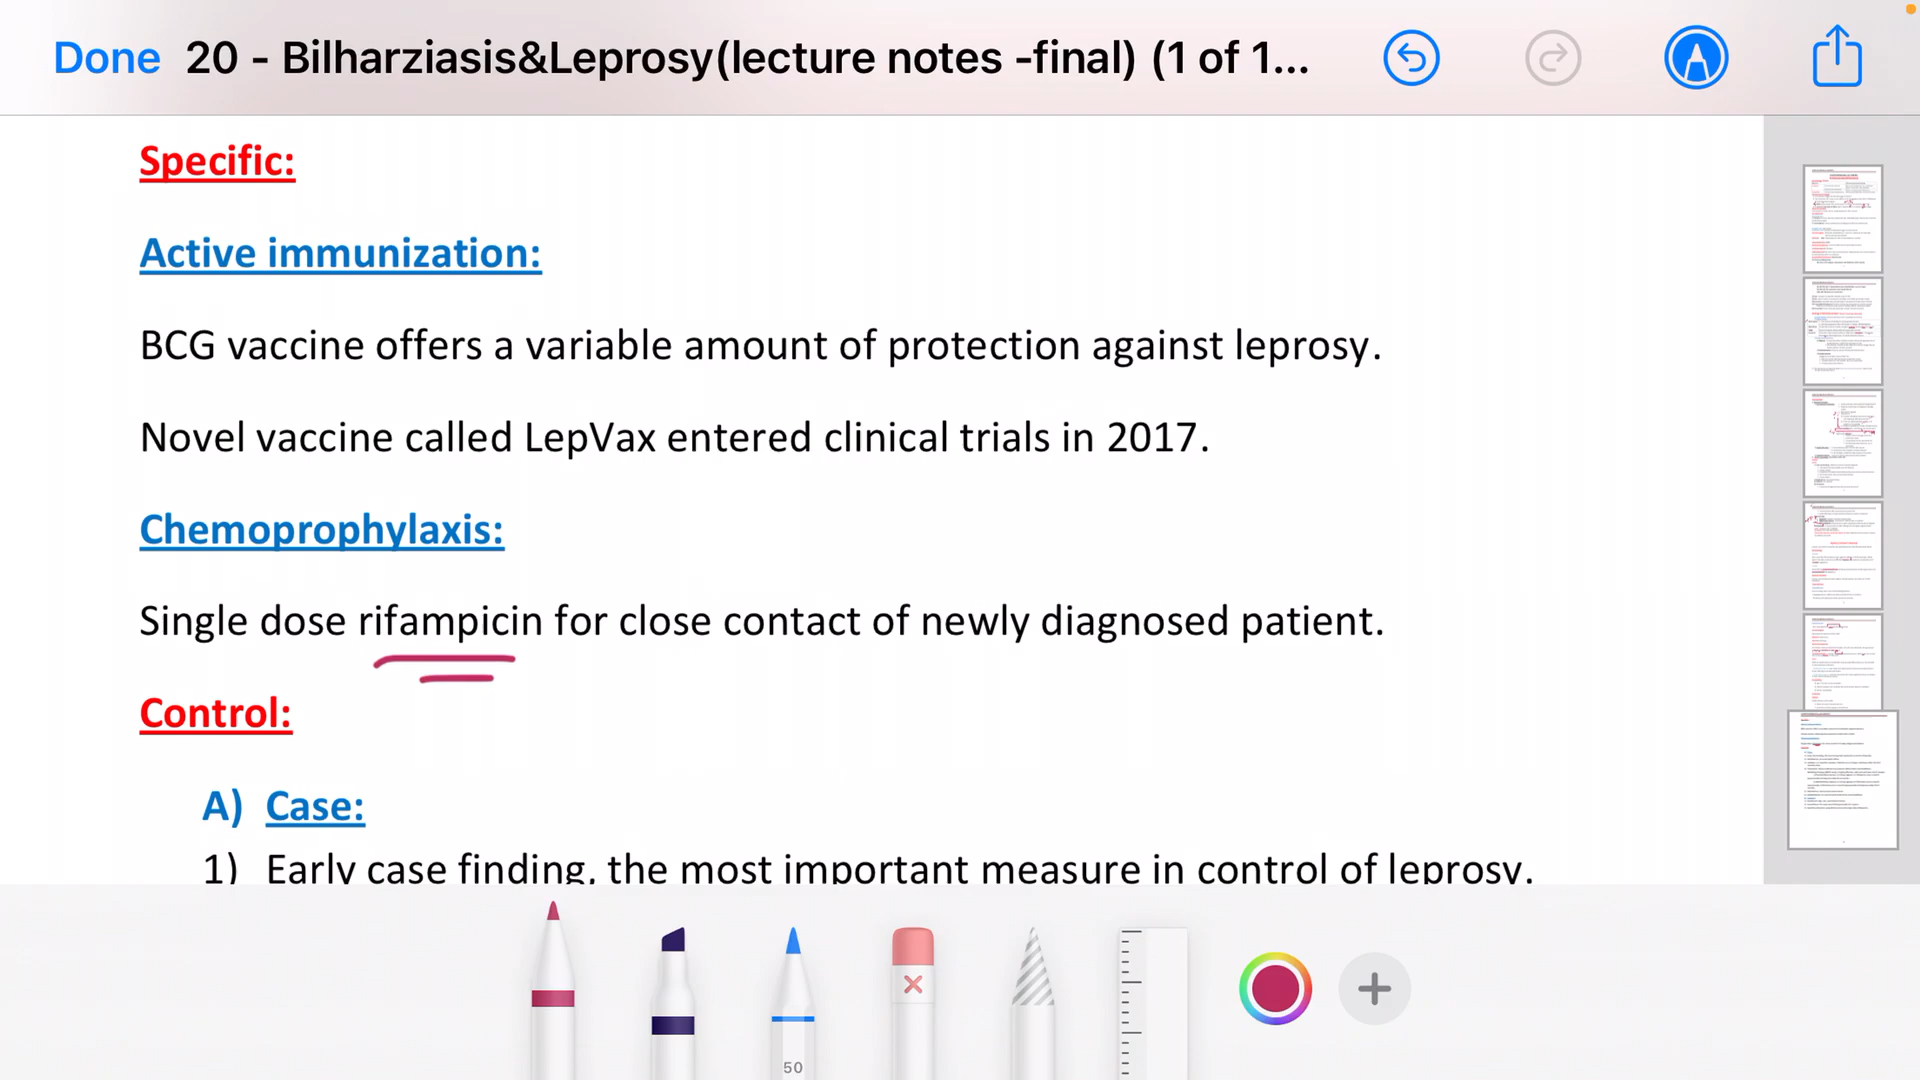 Done 20 - Bilharziasis&Leprosy(lecture notes -final) (1 of 1...
Specific:
Active immunization:
BCG vaccine offers a variable amount of protection against leprosy.
Novel vaccine called LepVax entered clinical trials in 2017.
Chemoprophylaxis:
Single dose rifampicin for close contact of newly diagnosed patient.
Control:
A) Case:
1) Early case finding, the most important measure in control of leprosy.
50